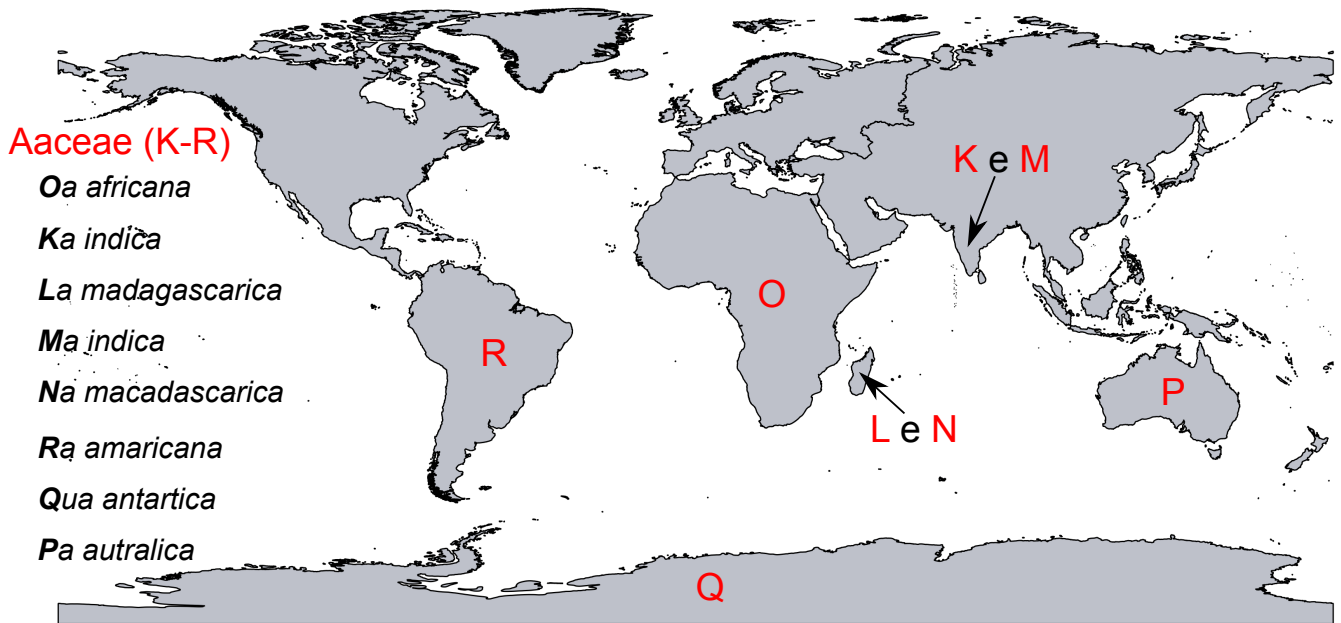 Aaceae (K-R)
Oa africana
Ka indica
La madagascarica
Ma indica
Na macadascarica
Ra amaricana
Qua antartica
Pa autralica
K e M
O
R
P
L e N
Q